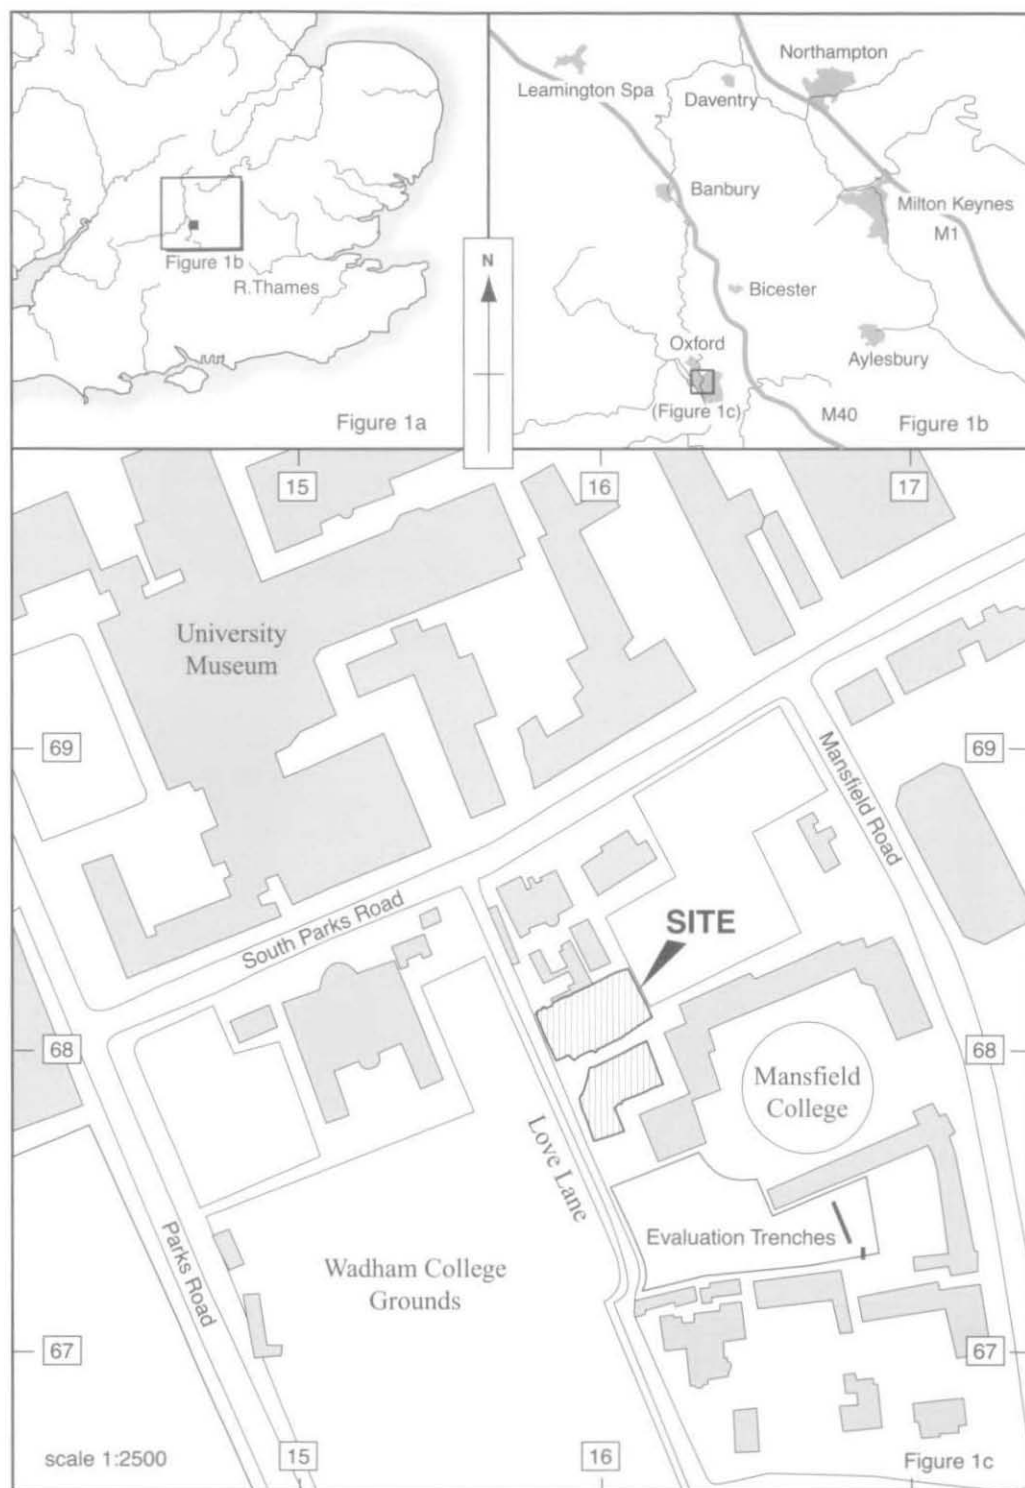 Figure 1b
R.Thames
Figure 1a
N
Northampton
Leamington Spa
Daventry
Banbury
Milton Keynes
M1
Bicester
Oxford
Aylesbury
(Figure 1c)
M40
Figure 1b
15
16
17
University
Museum
69
69
Mansfield Road
South Parks Road
SITE
68
68
Mansfield
College
Love Lane
Evaluation Trenches
Parks Road
Wadham College
Grounds
67
67
scale 1:2500
15
16
Figure 1c